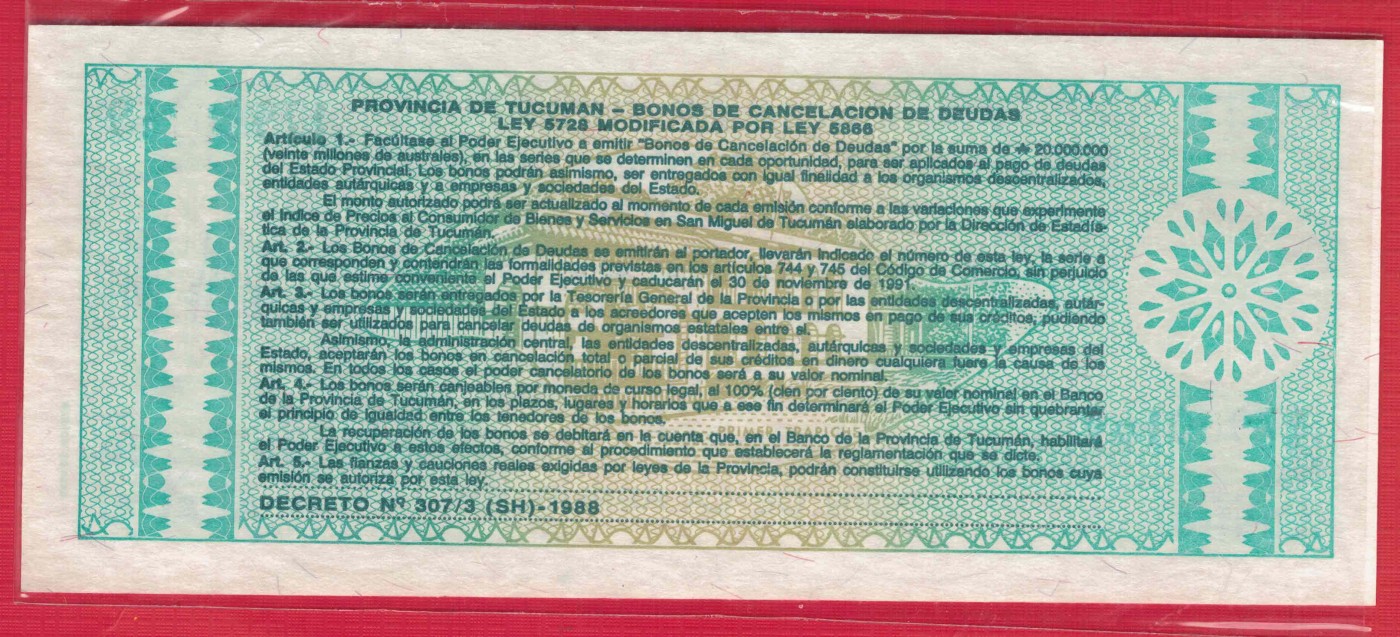 PROVINCIA DE TUCUMAN - BONOS DE CANCELACION DE DEUDAS
LEY 5728 MODIFICADA POR LEY 5866
Artículo 1.- Facúltase al Poder Ejecutivo a emitir "Bonos de Cancelación de Deudas" por la suma de ₳ 20.000.000
(veinte millones de australes), en las series que se determinen en cada oportunidad, para ser aplicados al pago de deudas
del Estado Provincial. Los bonos podrán asimismo, ser entregados con igual finalidad a los organismos descentralizados,
entidades autárquicas y a empresas y sociedades del Estado.
El monto autorizado podrá ser actualizado al momento de cada emisión conforme a las variaciones que experimente
el Indice de Precios al Consumidor de Bienes y Servicios en San Miguel de Tucumán elaborado por la Dirección de Estadís-
tica de la Provincia de Tucumán.
Art. 2.- Los Bonos de Cancelación de Deudas se emitirán al portador, llevarán indicado el número de esta ley, la serie a
que corresponden y contendrán las formalidades previstas en los artículos 744 y 745 del Código de Comercio, sin perjuicio
de las que estime conveniente el Poder Ejecutivo y caducarán el 30 de noviembre de 1991.
Art. 3.- Los bonos serán entregados por la Tesorería General de la Provincia o por las entidades descentralizadas, autár-
quicas y empresas y sociedades del Estado a los acreedores que acepten los mismos en pago de sus créditos, pudiendo
también ser utilizados para cancelar deudas de organismos estatales entre sí.
Asimismo, la administración central, las entidades descentralizadas, autárquicas y sociedades y empresas del
Estado, aceptarán los bonos en cancelación total o parcial de sus créditos en dinero cualquiera fuere la causa de los
mismos. En todos los casos el poder cancelatorio de los bonos será a su valor nominal.
Art. 4.- Los bonos serán canjeables por moneda de curso legal, al 100% (cien por ciento) de su valor nominal en el Banco
de la Provincia de Tucumán, en los plazos, lugares y horarios que a ese fin determinará el Poder Ejecutivo sin quebrantar
el principio de igualdad entre los tenedores de los bonos.
PRIMER TRAPICHE
La recuperación de los bonos se debitará en la cuenta que, en el Banco de la Provincia de Tucumán, habilitará
el Poder Ejecutivo a estos efectos, conforme al procedimiento que establecerá la reglamentación que se dicte.
Art. 5.- Las fianzas y cauciones reales exigidas por leyes de la Provincia, podrán constituirse utilizando los bonos cuya
emisión se autoriza por esta ley.
DECRETO Nº 307/3 (SH)-1988